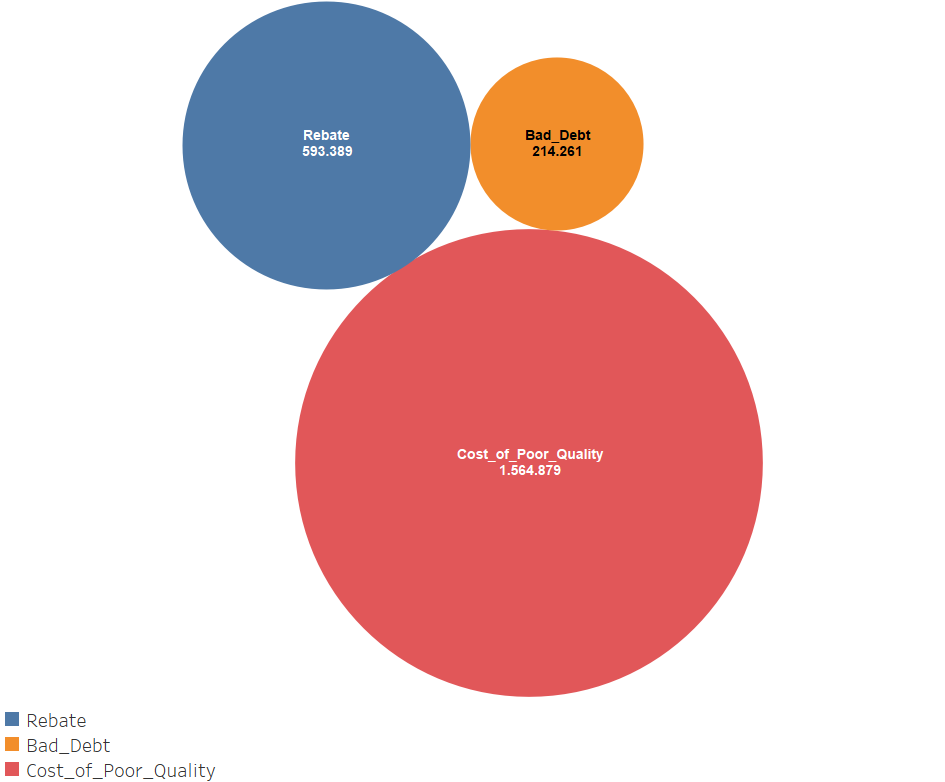 Rebate
593.389
Bad_Debt
214.261
Cost_of_Poor_Quality
1.564.879
Rebate
Bad_Debt
Cost_of_Poor_Quality